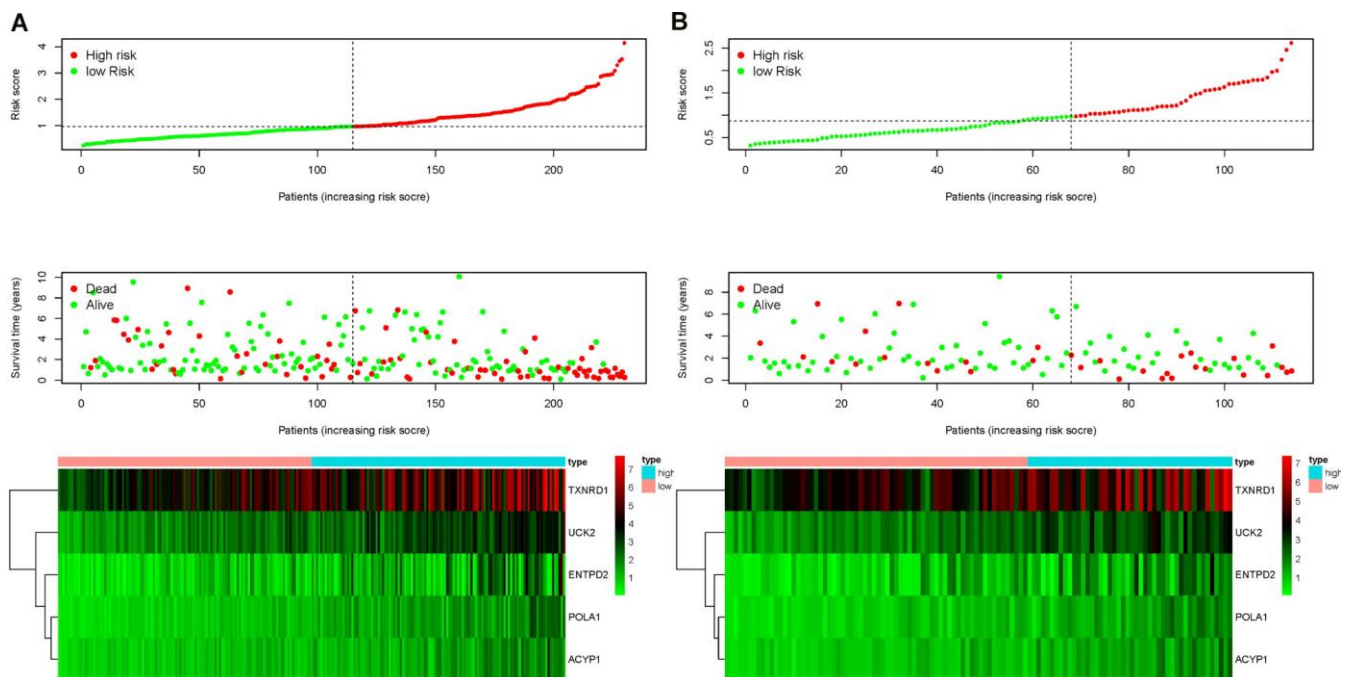 A
Risk score
4
3
2
1
High risk
low Risk
0 50 100 150 200
Patients (increasing risk socre)
Survival time (years)
10
8
6
4
2
0
Dead
Alive
0 50 100 150 200
Patients (increasing risk socre)
type
TXNRD1
UCK2
ENTPD2
POLA1
ACYP1
7
6
5
4
3
2
1
type
high
low
B
Risk score
2.5
1.5
0.5
High risk
low Risk
0 20 40 60 80 100
Patients (increasing risk socre)
Survival time (years)
8
6
4
2
0
Dead
Alive
0 20 40 60 80 100
Patients (increasing risk socre)
type
TXNRD1
UCK2
ENTPD2
POLA1
ACYP1
7
6
5
4
3
2
1
type
high
low